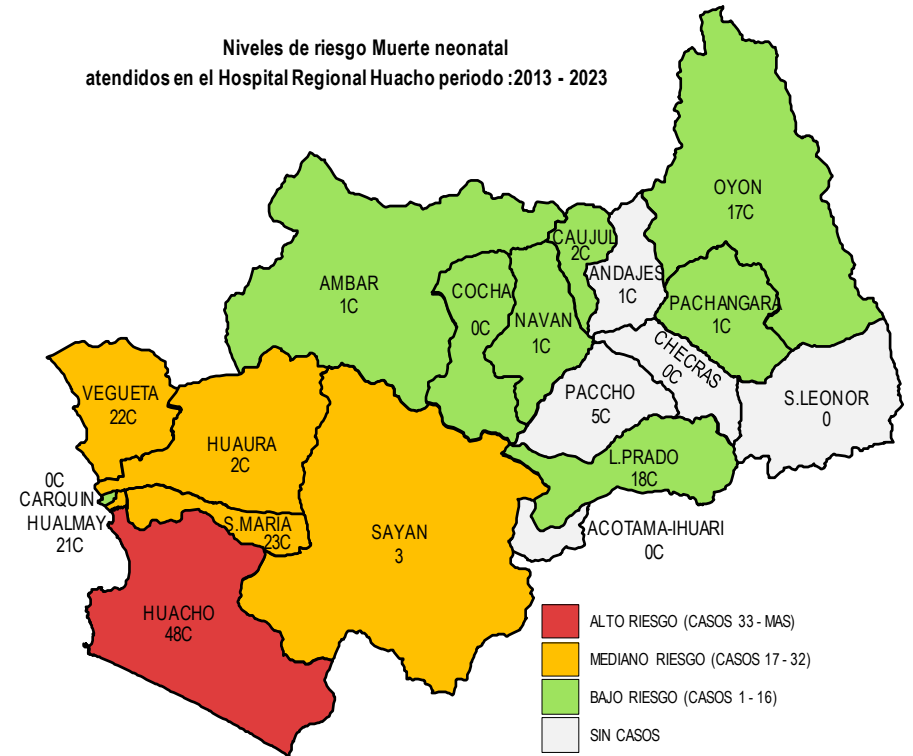 Niveles de riesgo Muerte neonatal
atendidos en el Hospital Regional Huacho periodo :2013 - 2023
OYON
17C
CAUJUL
2C
ANDAJES
1C
AMBAR
1C
COCHA
0C
NAVAN
1C
PACHANGARA
1C
CHECRAS
0C
VEGUETA
22C
PACCHO
5C
S.LEONOR
0
HUAURA
2C
L.PRADO
18C
0C
CARQUIN
HUALMAY
21C
S.MARIA
23C
SAYAN
3
ACOTAMA-IHUARI
0C
HUACHO
48C
ALTO RIESGO (CASOS 33 - MAS)
MEDIANO RIESGO (CASOS 17 - 32)
BAJO RIESGO (CASOS 1 - 16)
SIN CASOS